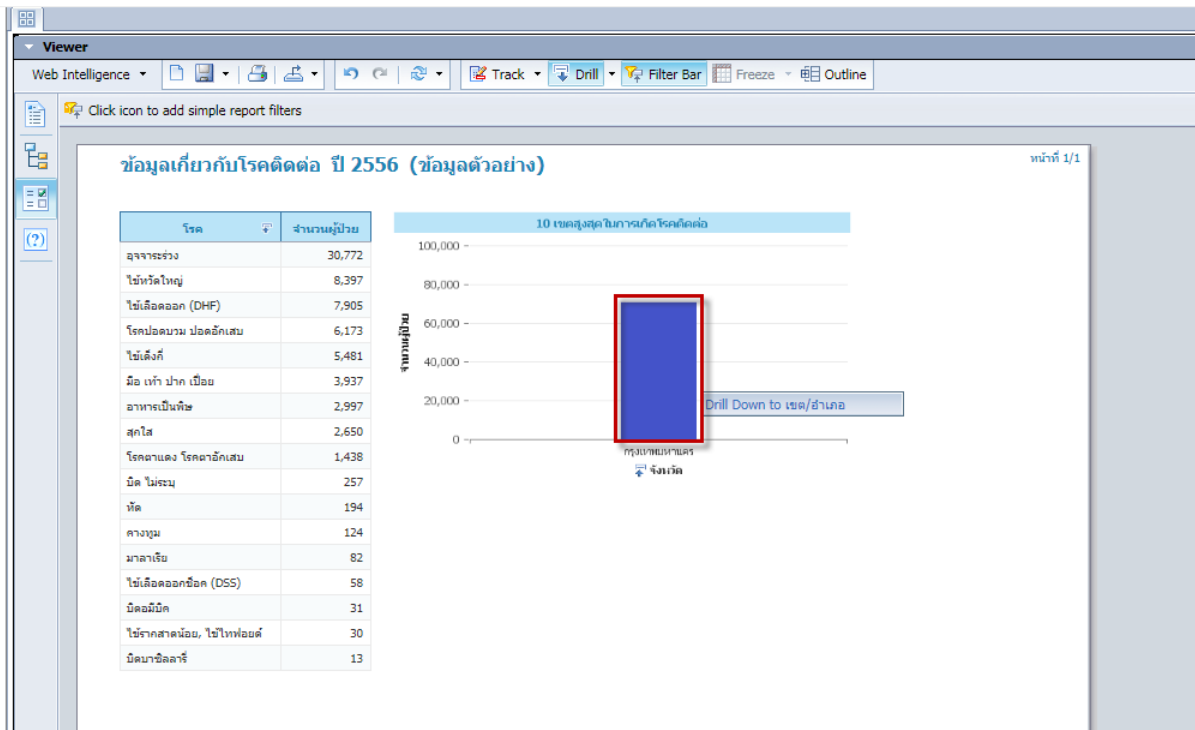 Viewer
Web Intelligence
Track
Drill
Filter Bar
Freeze
Outline
Click icon to add simple report filters
ข้อมูลเกี่ยวกับโรคติดต่อ ปี 2556 (ข้อมูลตัวอย่าง)
หน้าที่ 1/1
โรค จำนวนผู้ป่วย
อุจจาระร่วง 30,772
ไข้หวัดใหญ่ 8,397
ไข้เลือดออก (DHF) 7,905
โรคปอดบวม ปอดอักเสบ 6,173
ไข้เด็งกี่ 5,481
มือ เท้า ปาก เปื่อย 3,937
อาหารเป็นพิษ 2,997
สุกใส 2,650
โรคตาแดง โรคตาอักเสบ 1,438
บิด ไม่ระบุ 257
หัด 194
คางทูม 124
มาลาเรีย 82
ไข้เลือดออกช็อค (DSS) 58
บิดอมีบิค 31
ไข้รากสาดน้อย, ไข้ไทฟอยด์ 30
บิดบาซิลลารี่ 13
10 เขตสูงสุดในการเกิดโรคติดต่อ
100,000
80,000
60,000
40,000
20,000
0
จำนวนผู้ป่วย
Drill Down to เขต/อำเภอ
กรุงเทพมหานคร
จังหวัด